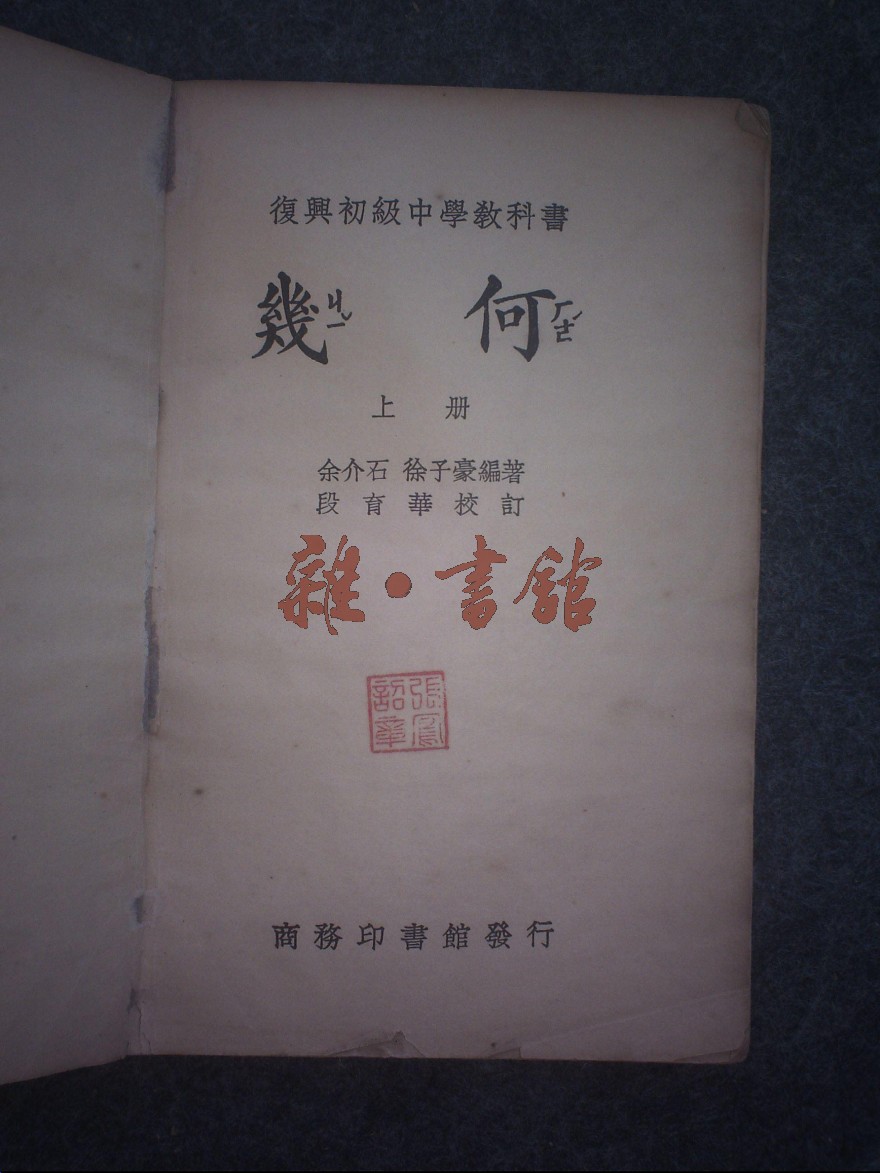 復興初級中學教科書
幾ㄐㄧˇ 何ㄏㄜˊ
上 册
余介石 徐子豪編著
段育華校訂
雜·書館
張鳳
詔華
商務印書館發行